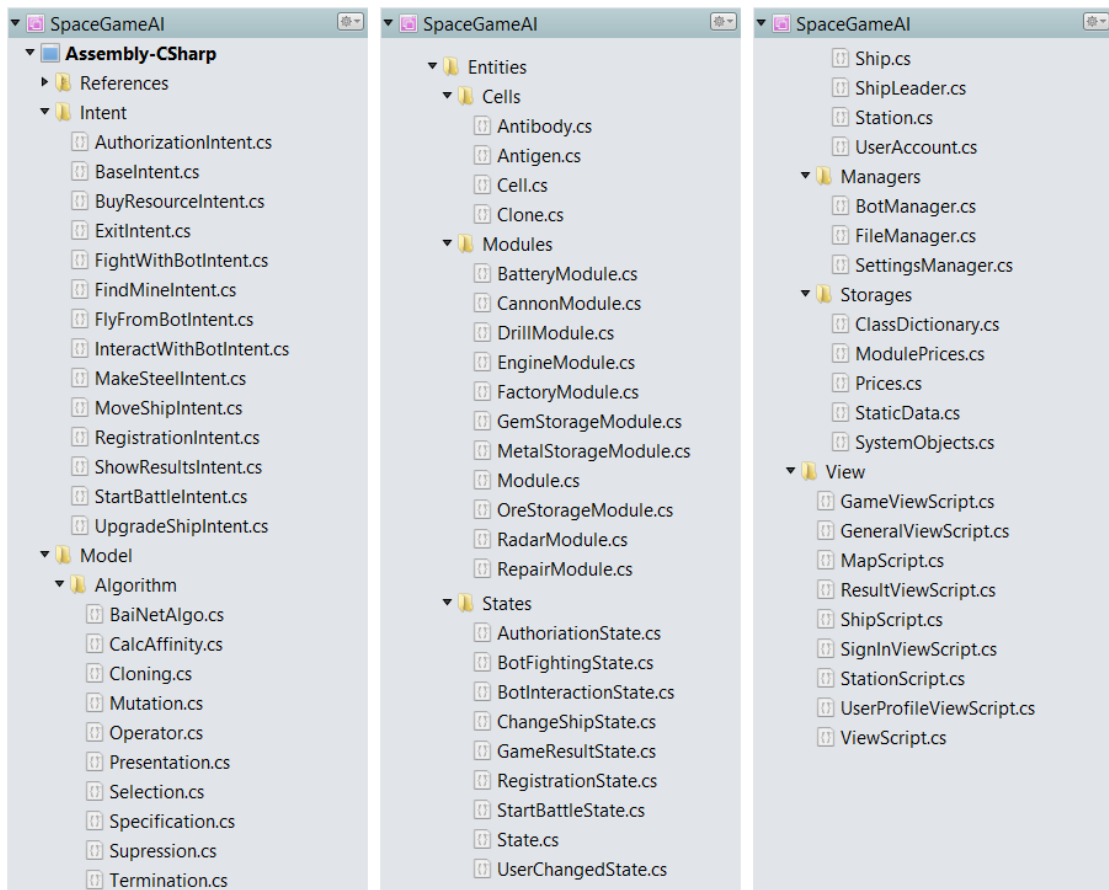 SpaceGameAI
Assembly-CSharp
References
Intent
AuthorizationIntent.cs
BaseIntent.cs
BuyResourceIntent.cs
ExitIntent.cs
FightWithBotIntent.cs
FindMineIntent.cs
FlyFromBotIntent.cs
InteractWithBotIntent.cs
MakeSteelIntent.cs
MoveShipIntent.cs
RegistrationIntent.cs
ShowResultsIntent.cs
StartBattleIntent.cs
UpgradeShipIntent.cs
Model
Algorithm
BaiNetAlgo.cs
CalcAffinity.cs
Cloning.cs
Mutation.cs
Operator.cs
Presentation.cs
Selection.cs
Specification.cs
Supression.cs
Termination.cs
SpaceGameAI
Entities
Cells
Antibody.cs
Antigen.cs
Cell.cs
Clone.cs
Modules
BatteryModule.cs
CannonModule.cs
DrillModule.cs
EngineModule.cs
FactoryModule.cs
GemStorageModule.cs
MetalStorageModule.cs
Module.cs
OreStorageModule.cs
RadarModule.cs
RepairModule.cs
States
AuthoriationState.cs
BotFightingState.cs
BotInteractionState.cs
ChangeShipState.cs
GameResultState.cs
RegistrationState.cs
StartBattleState.cs
State.cs
UserChangedState.cs
SpaceGameAI
Ship.cs
ShipLeader.cs
Station.cs
UserAccount.cs
Managers
BotManager.cs
FileManager.cs
SettingsManager.cs
Storages
ClassDictionary.cs
ModulePrices.cs
Prices.cs
StaticData.cs
SystemObjects.cs
View
GameViewScript.cs
GeneralViewScript.cs
MapScript.cs
ResultViewScript.cs
ShipScript.cs
SignInViewScript.cs
StationScript.cs
UserProfileViewScript.cs
ViewScript.cs